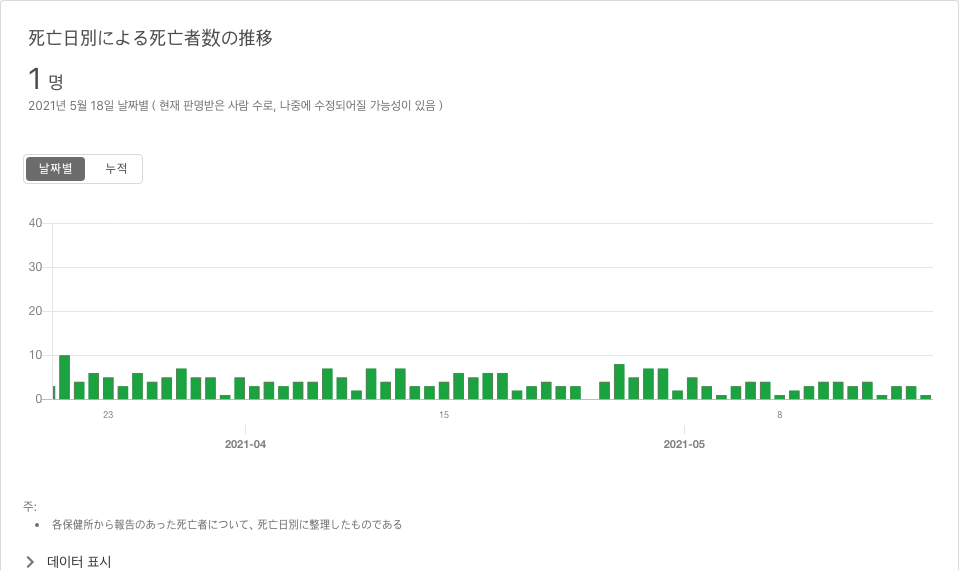 死亡日別による死亡者数の推移
1 명
2021년 5월 18일 날짜별 ( 현재 판명받은 사람 수로, 나중에 수정되어질 가능성이 있음 )
날짜별 누적
40
30
20
10
0
23 15 8
2021-04 2021-05
주:
• 各保健所から報告のあった死亡者について、死亡日別に整理したものである
데이터 표시